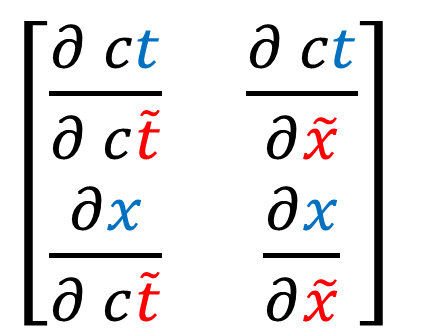 ∂ ct ∂ ct
∂ ct̃ ∂x̃
∂x ∂x
∂ ct̃ ∂x̃